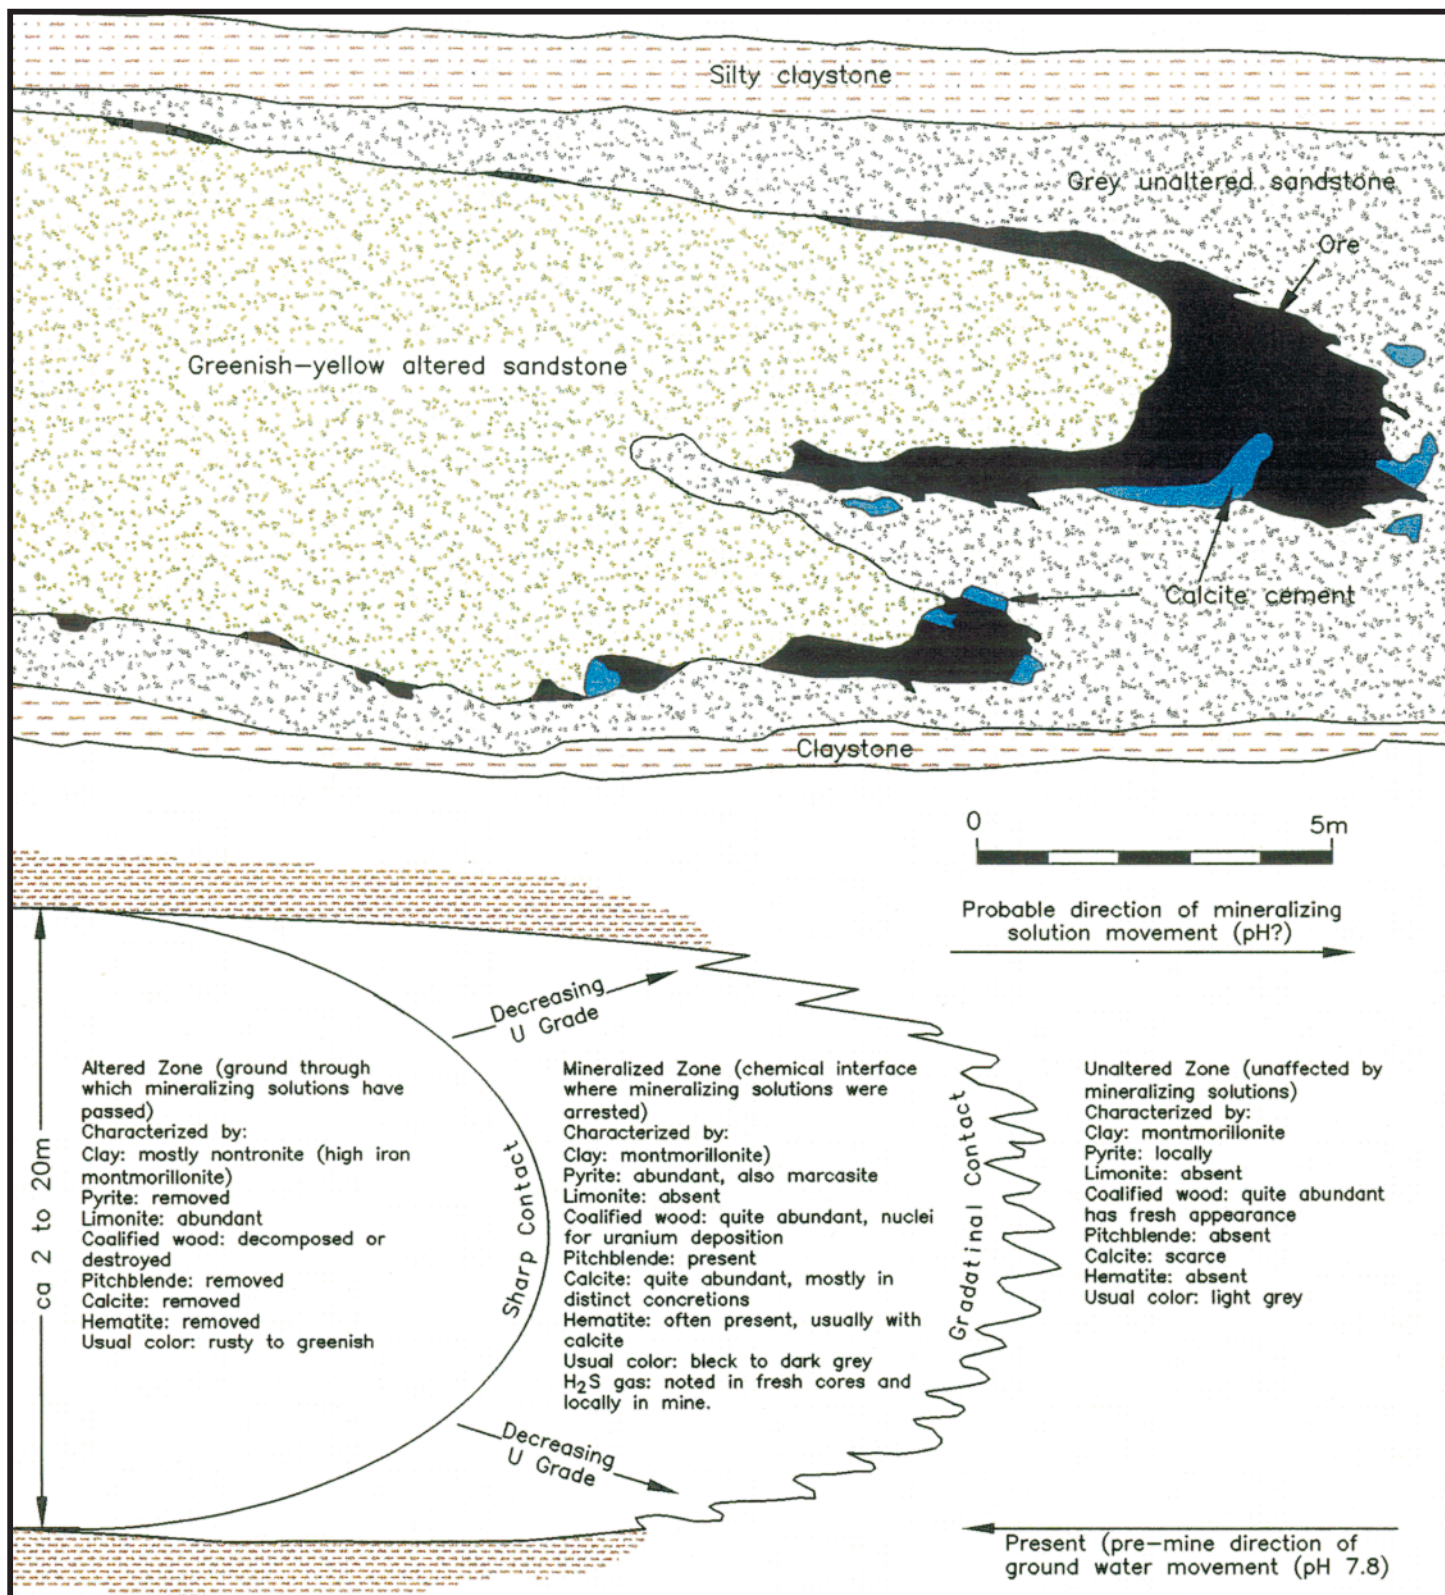 Silty claystone
Grey unaltered sandstone
Ore
Greenish-yellow altered sandstone
Calcite cement
Claystone
0 5m
Probable direction of mineralizing
solution movement (pH?)
Decreasing
U Grade
ca 2 to 20m
Altered Zone (ground through
which mineralizing solutions have
passed)
Characterized by:
Clay: mostly nontronite (high iron
montmorillonite)
Pyrite: removed
Limonite: abundant
Coalified wood: decomposed or
destroyed
Pitchblende: removed
Calcite: removed
Hematite: removed
Usual color: rusty to greenish
Sharp Contact
Mineralized Zone (chemical interface
where mineralizing solutions were
arrested)
Characterized by:
Clay: montmorillonite)
Pyrite: abundant, also marcasite
Limonite: absent
Coalified wood: quite abundant, nuclei
for uranium deposition
Pitchblende: present
Calcite: quite abundant, mostly in
distinct concretions
Hematite: often present, usually with
calcite
Usual color: bleck to dark grey
H₂S gas: noted in fresh cores and
locally in mine.
Gradatinal Contact
Unaltered Zone (unaffected by
mineralizing solutions)
Characterized by:
Clay: montmorillonite
Pyrite: locally
Limonite: absent
Coalified wood: quite abundant
has fresh appearance
Pitchblende: absent
Calcite: scarce
Hematite: absent
Usual color: light grey
Decreasing
U Grade
Present (pre-mine direction of
ground water movement (pH 7.8)